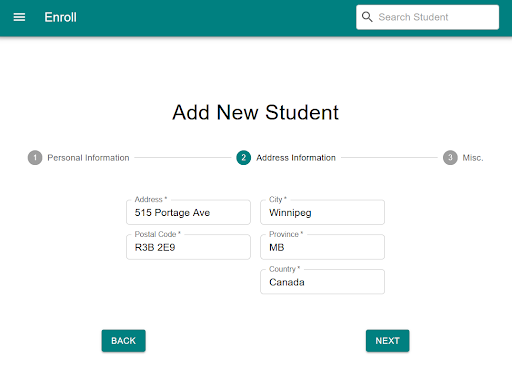 Enroll
Search Student
Add New Student
1 Personal Information 2 Address Information 3 Misc.
Address * City *
515 Portage Ave Winnipeg
Postal Code * Province *
R3B 2E9 MB
Country *
Canada
BACK NEXT